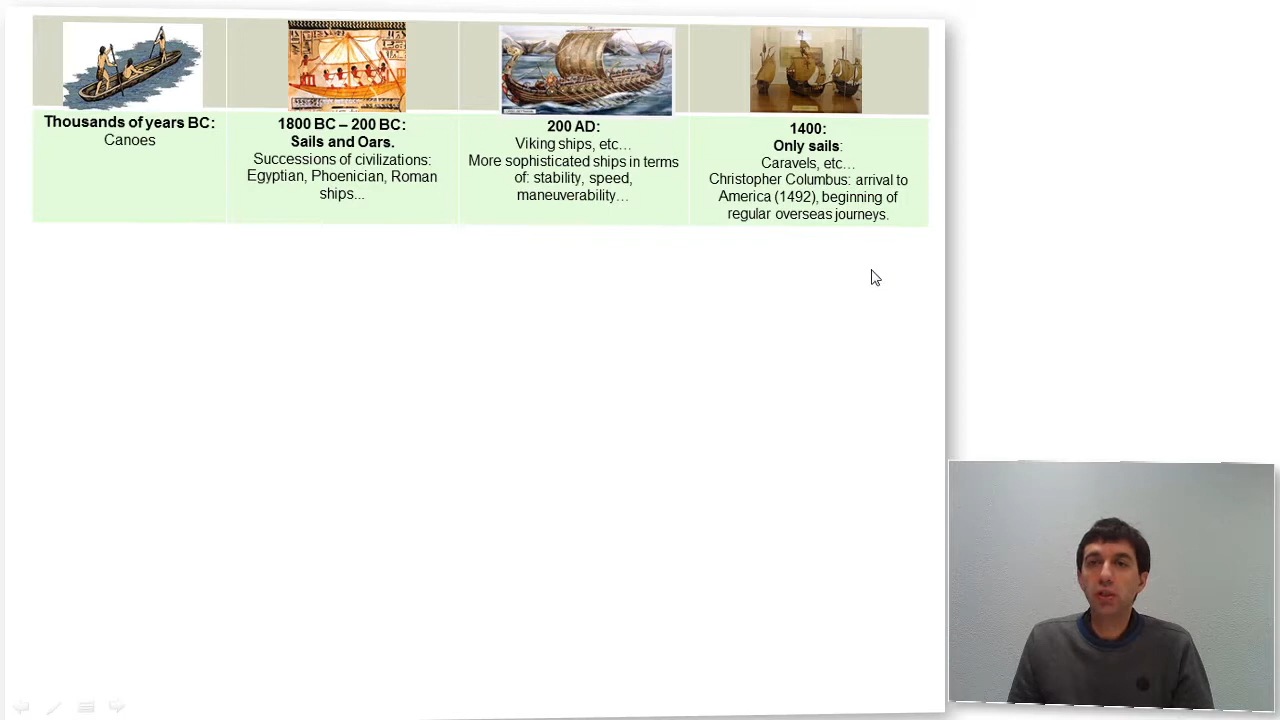 Thousands of years BC:
Canoes
1800 BC – 200 BC:
Sails and Oars.
Successions of civilizations:
Egyptian, Phoenician, Roman
ships...
200 AD:
Viking ships, etc…
More sophisticated ships in terms
of: stability, speed,
maneuverability…
1400:
Only sails:
Caravels, etc…
Christopher Columbus: arrival to
America (1492), beginning of
regular overseas journeys.